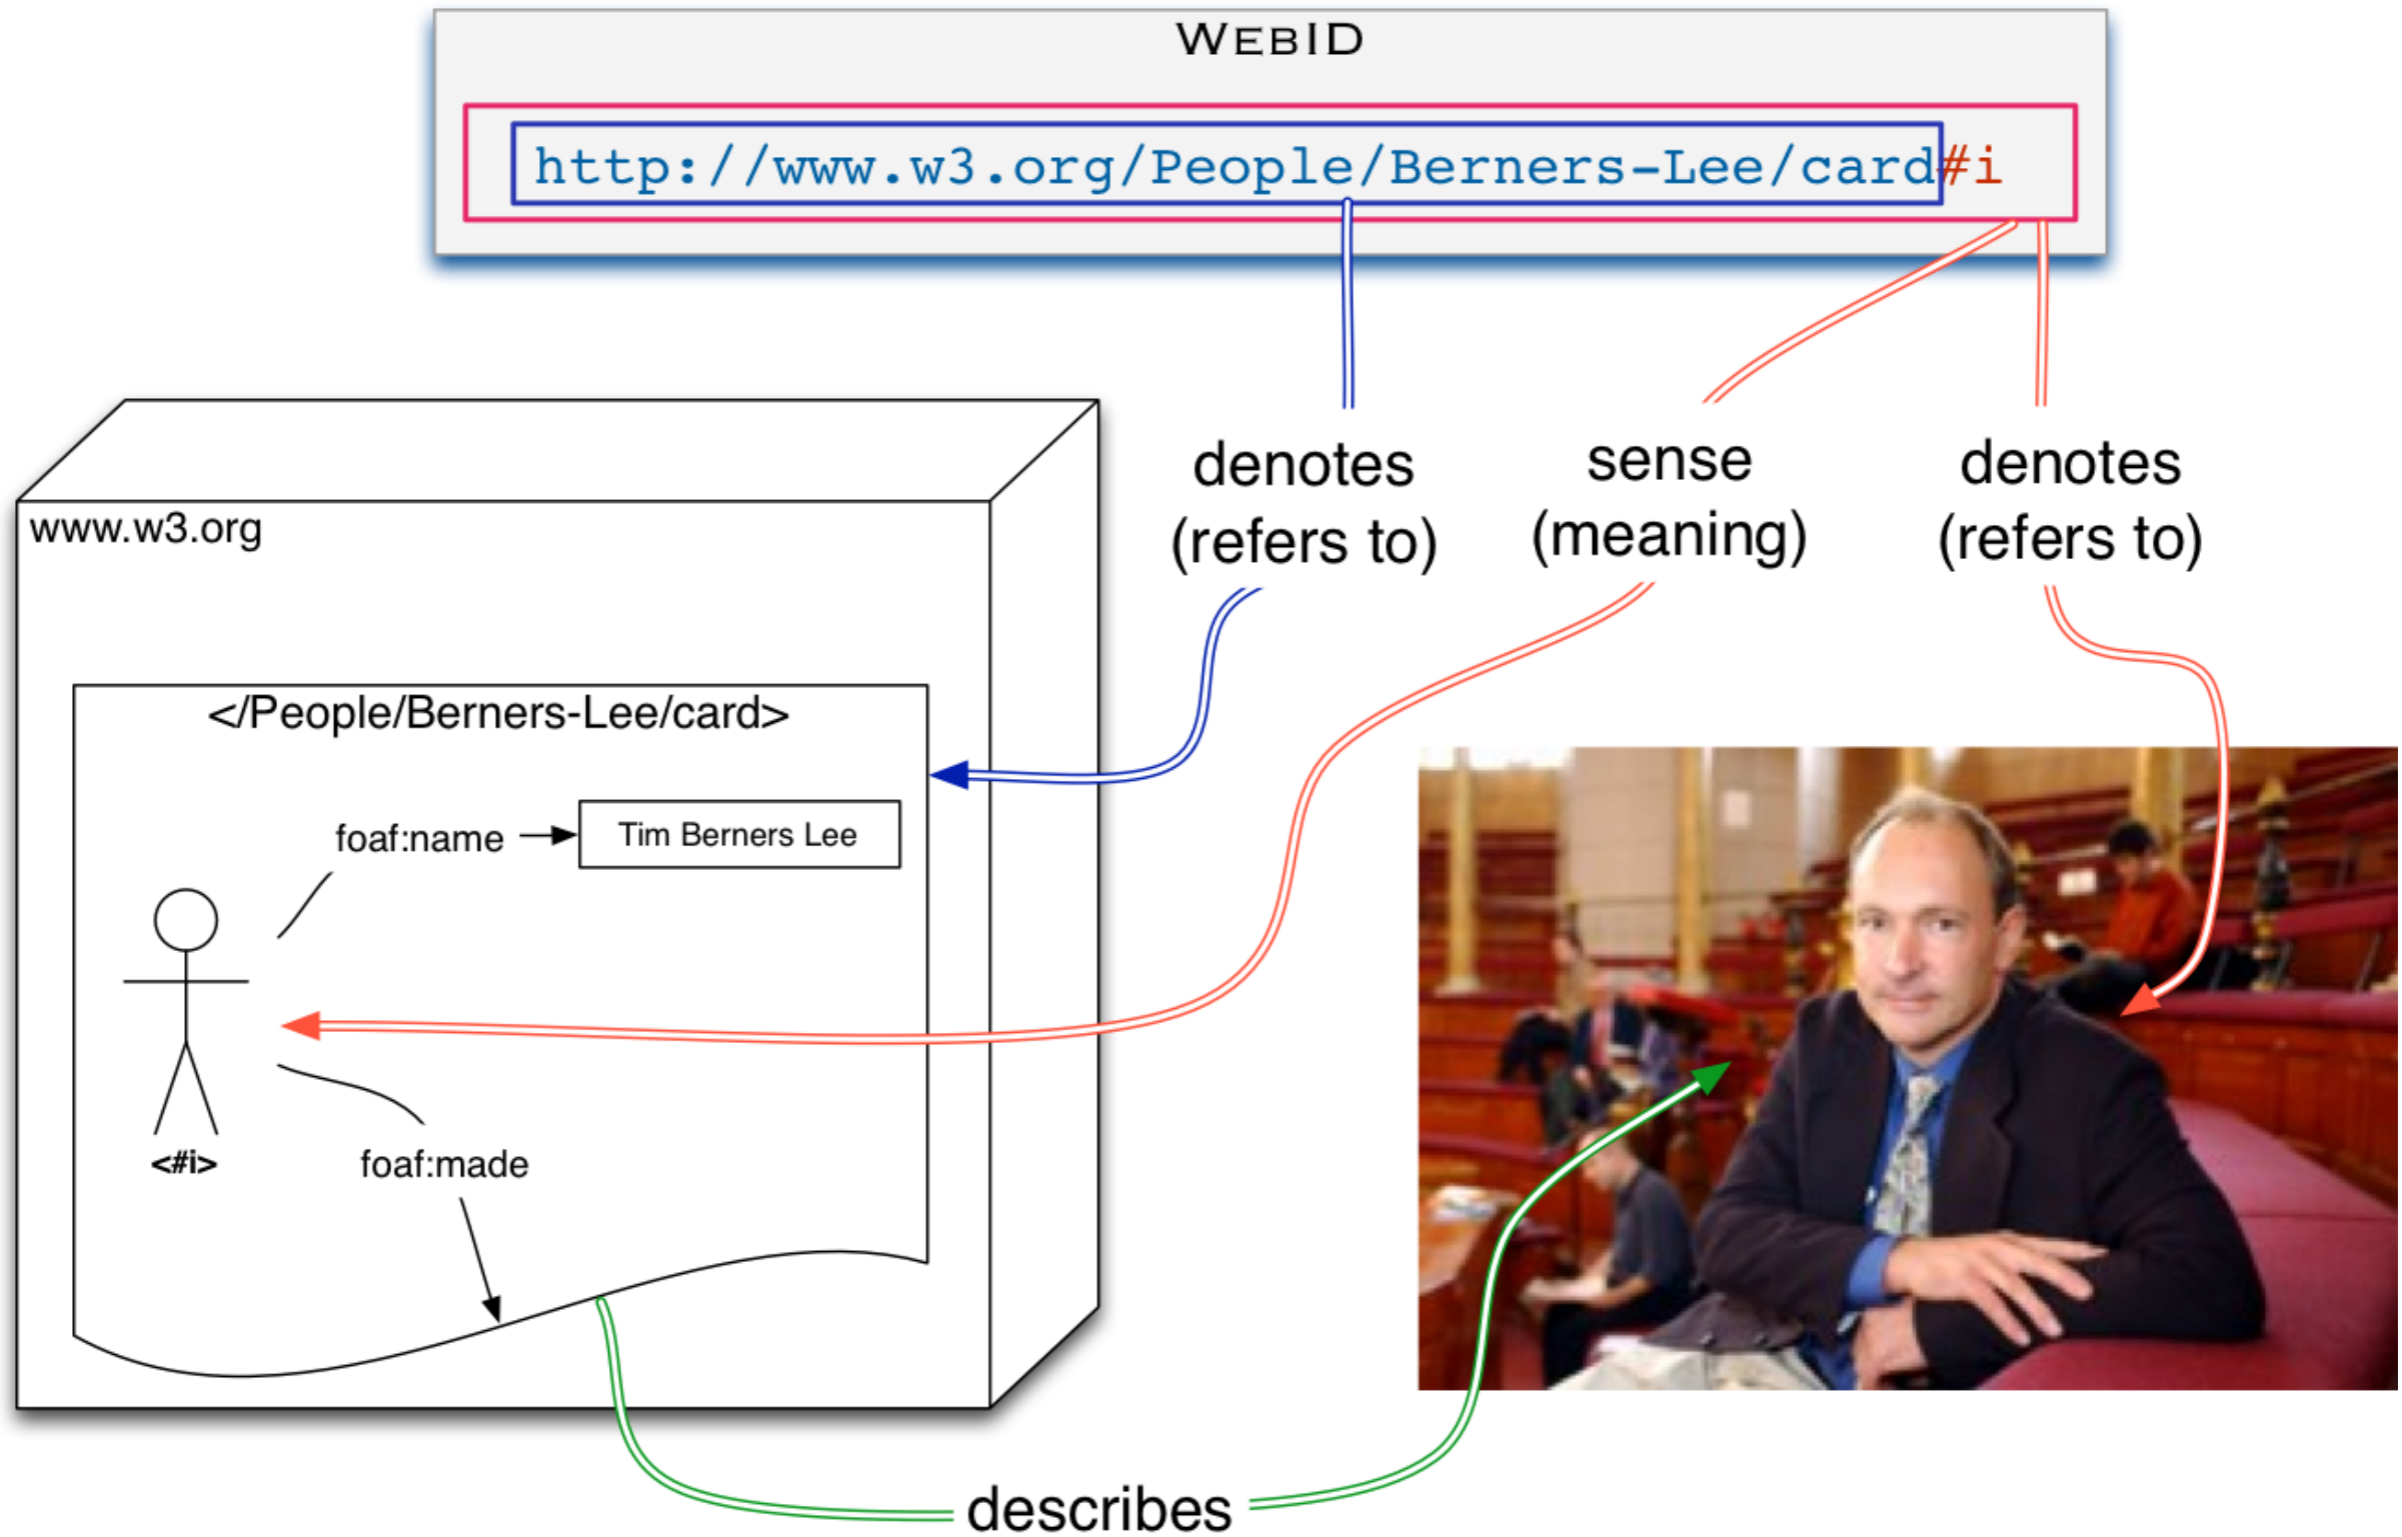 WEBID
http://www.w3.org/People/Berners-Lee/card#i
denotes
(refers to)
sense
(meaning)
denotes
(refers to)
www.w3.org
</People/Berners-Lee/card>
foaf:name
Tim Berners Lee
<#i>
foaf:made
describes